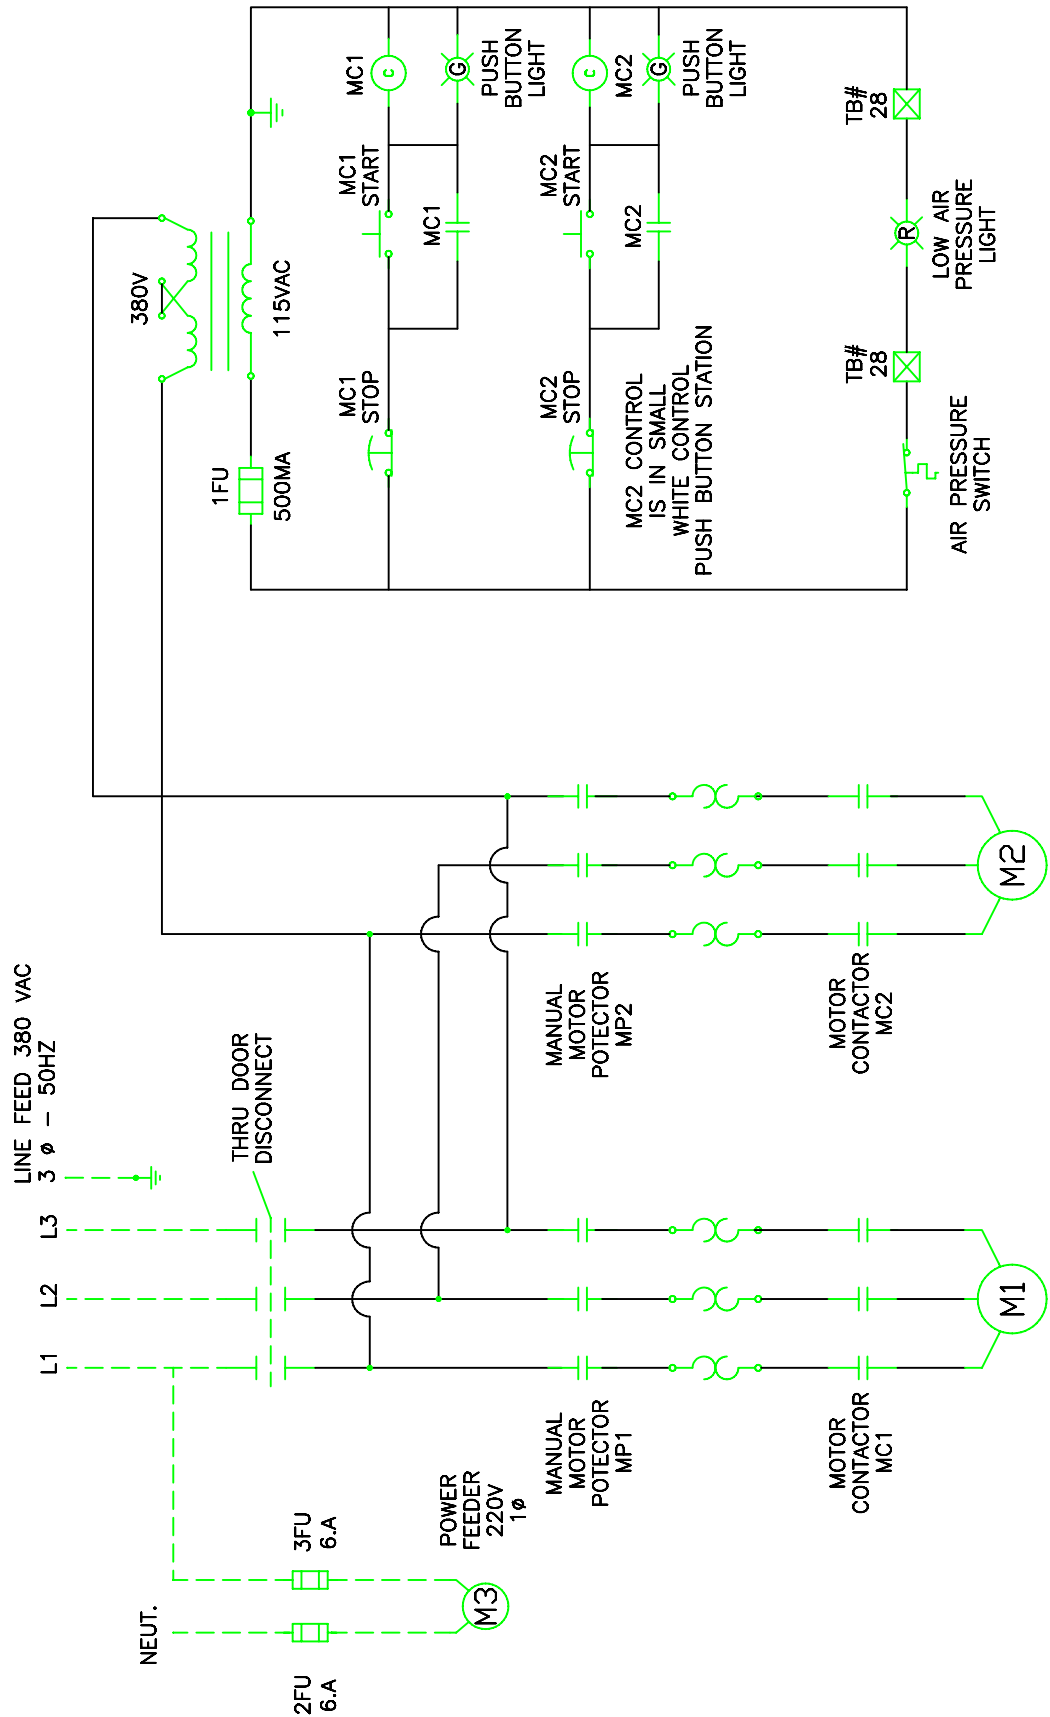 LINE FEED 380 VAC
3 ø - 50HZ
L1
L2
L3
NEUT.
THRU DOOR
DISCONNECT
2FU
6.A
3FU
6.A
POWER
FEEDER
220V
1ø
M3
MANUAL
MOTOR
POTECTOR
MP1
MOTOR
CONTACTOR
MC1
M1
MANUAL
MOTOR
POTECTOR
MP2
MOTOR
CONTACTOR
MC2
M2
380V
115VAC
1FU
500MA
MC1
STOP
MC1
START
MC1
C
MC1
G
PUSH
BUTTON
LIGHT
MC2
STOP
MC2
START
C
MC2
MC2
G
PUSH
BUTTON
LIGHT
MC2 CONTROL
IS IN SMALL
WHITE CONTROL
PUSH BUTTON STATION
AIR PRESSURE
SWITCH
TB#
28
R
LOW AIR
PRESSURE
LIGHT
TB#
28